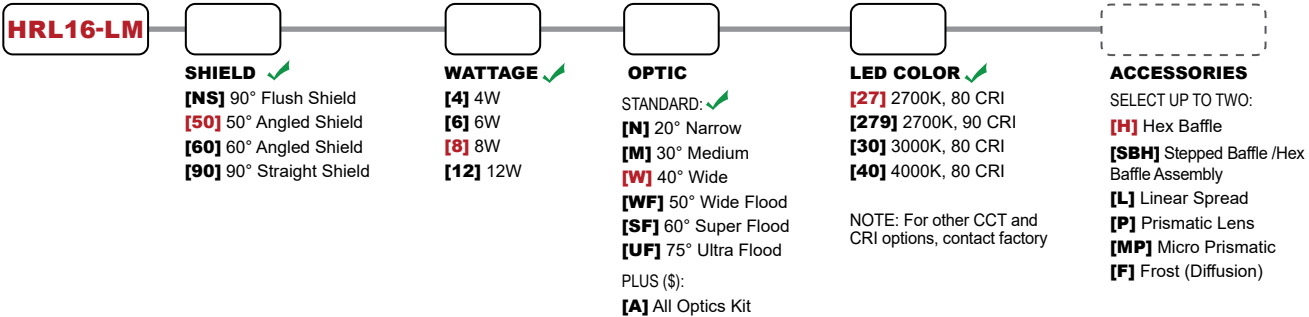 HRL16-LM
SHIELD
[NS] 90° Flush Shield
[50] 50° Angled Shield
[60] 60° Angled Shield
[90] 90° Straight Shield
WATTAGE
[4] 4W
[6] 6W
[8] 8W
[12] 12W
OPTIC
STANDARD:
[N] 20° Narrow
[M] 30° Medium
[W] 40° Wide
[WF] 50° Wide Flood
[SF] 60° Super Flood
[UF] 75° Ultra Flood
PLUS ($):
[A] All Optics Kit
LED COLOR
[27] 2700K, 80 CRI
[279] 2700K, 90 CRI
[30] 3000K, 80 CRI
[40] 4000K, 80 CRI
NOTE: For other CCT and
CRI options, contact factory
ACCESSORIES
SELECT UP TO TWO:
[H] Hex Baffle
[SBH] Stepped Baffle /Hex
Baffle Assembly
[L] Linear Spread
[P] Prismatic Lens
[MP] Micro Prismatic
[F] Frost (Diffusion)